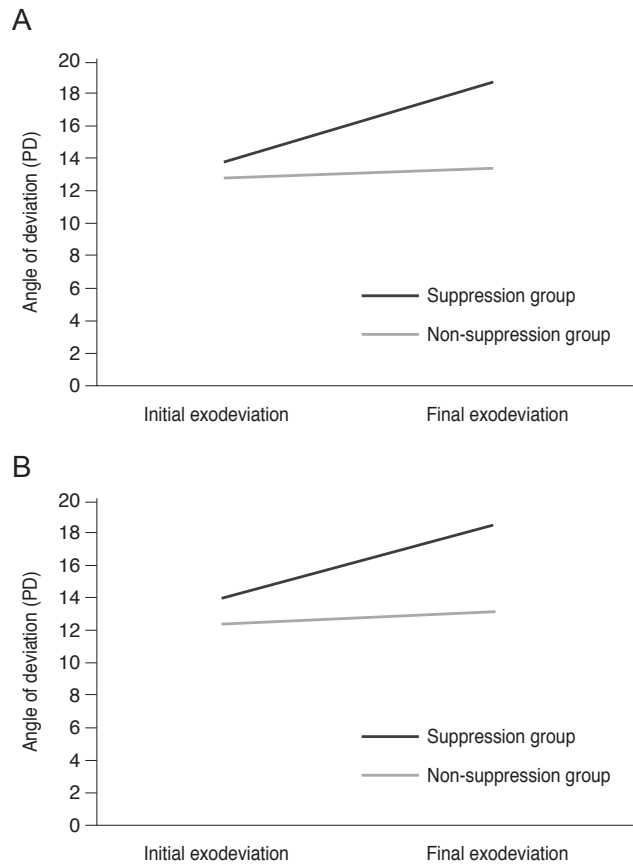 A
Angle of deviation (PD)
20
18
16
14
12
10
8
6
4
2
0
Suppression group
Non-suppression group
Initial exodeviation Final exodeviation
B
Angle of deviation (PD)
20
18
16
14
12
10
8
6
4
2
0
Suppression group
Non-suppression group
Initial exodeviation Final exodeviation